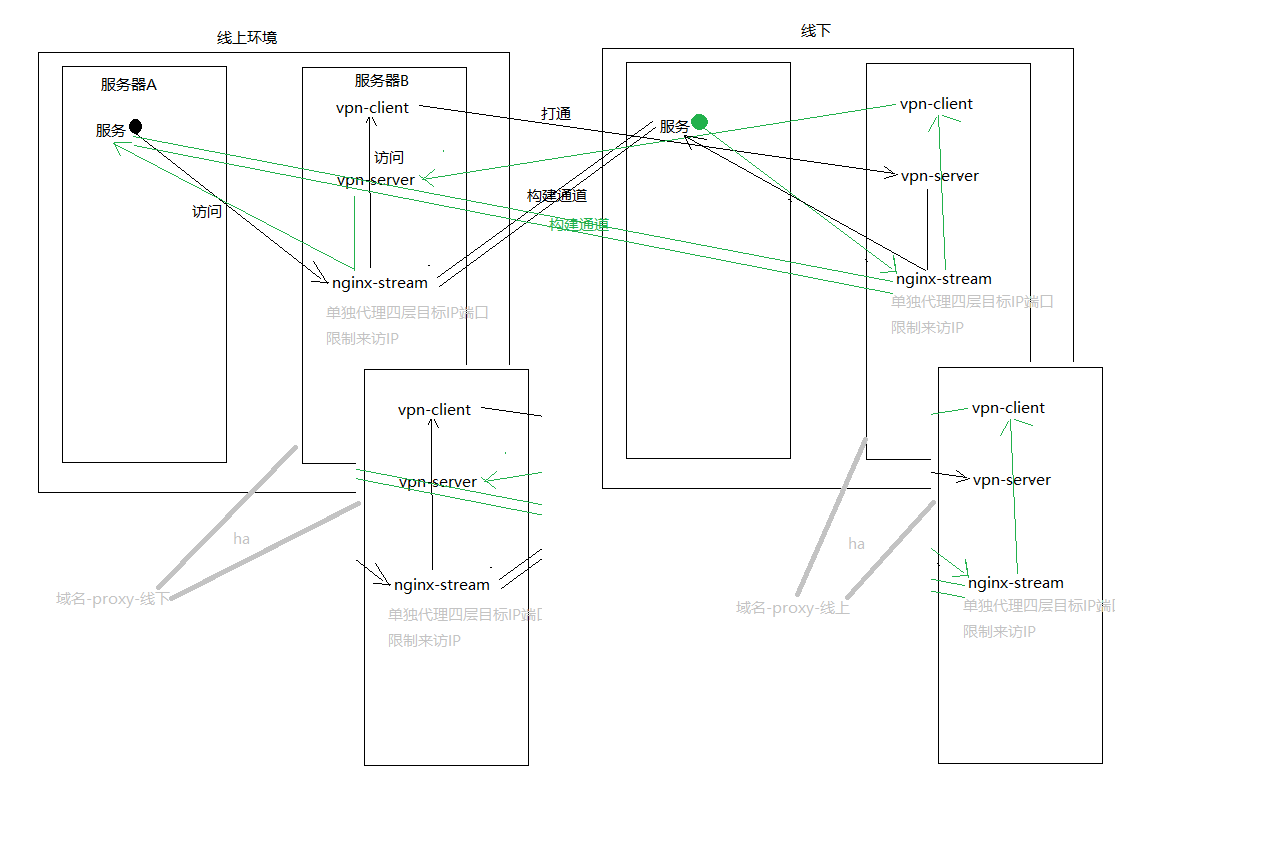 线上环境
线下
服务器A
服务器B
vpn-client
服务
访问
vpn-server
访问
nginx-stream
单独代理四层目标IP端口
限制来访IP
打通
构建通道
构建通道
服务
vpn-client
vpn-server
nginx-stream
单独代理四层目标IP端口
限制来访IP
vpn-client
vpn-server
nginx-stream
单独代理四层目标IP端
限制来访IP
ha
域名-proxy-线下
vpn-client
vpn-server
nginx-stream
单独代理四层目标IP端
限制来访IP
ha
域名-proxy-线上